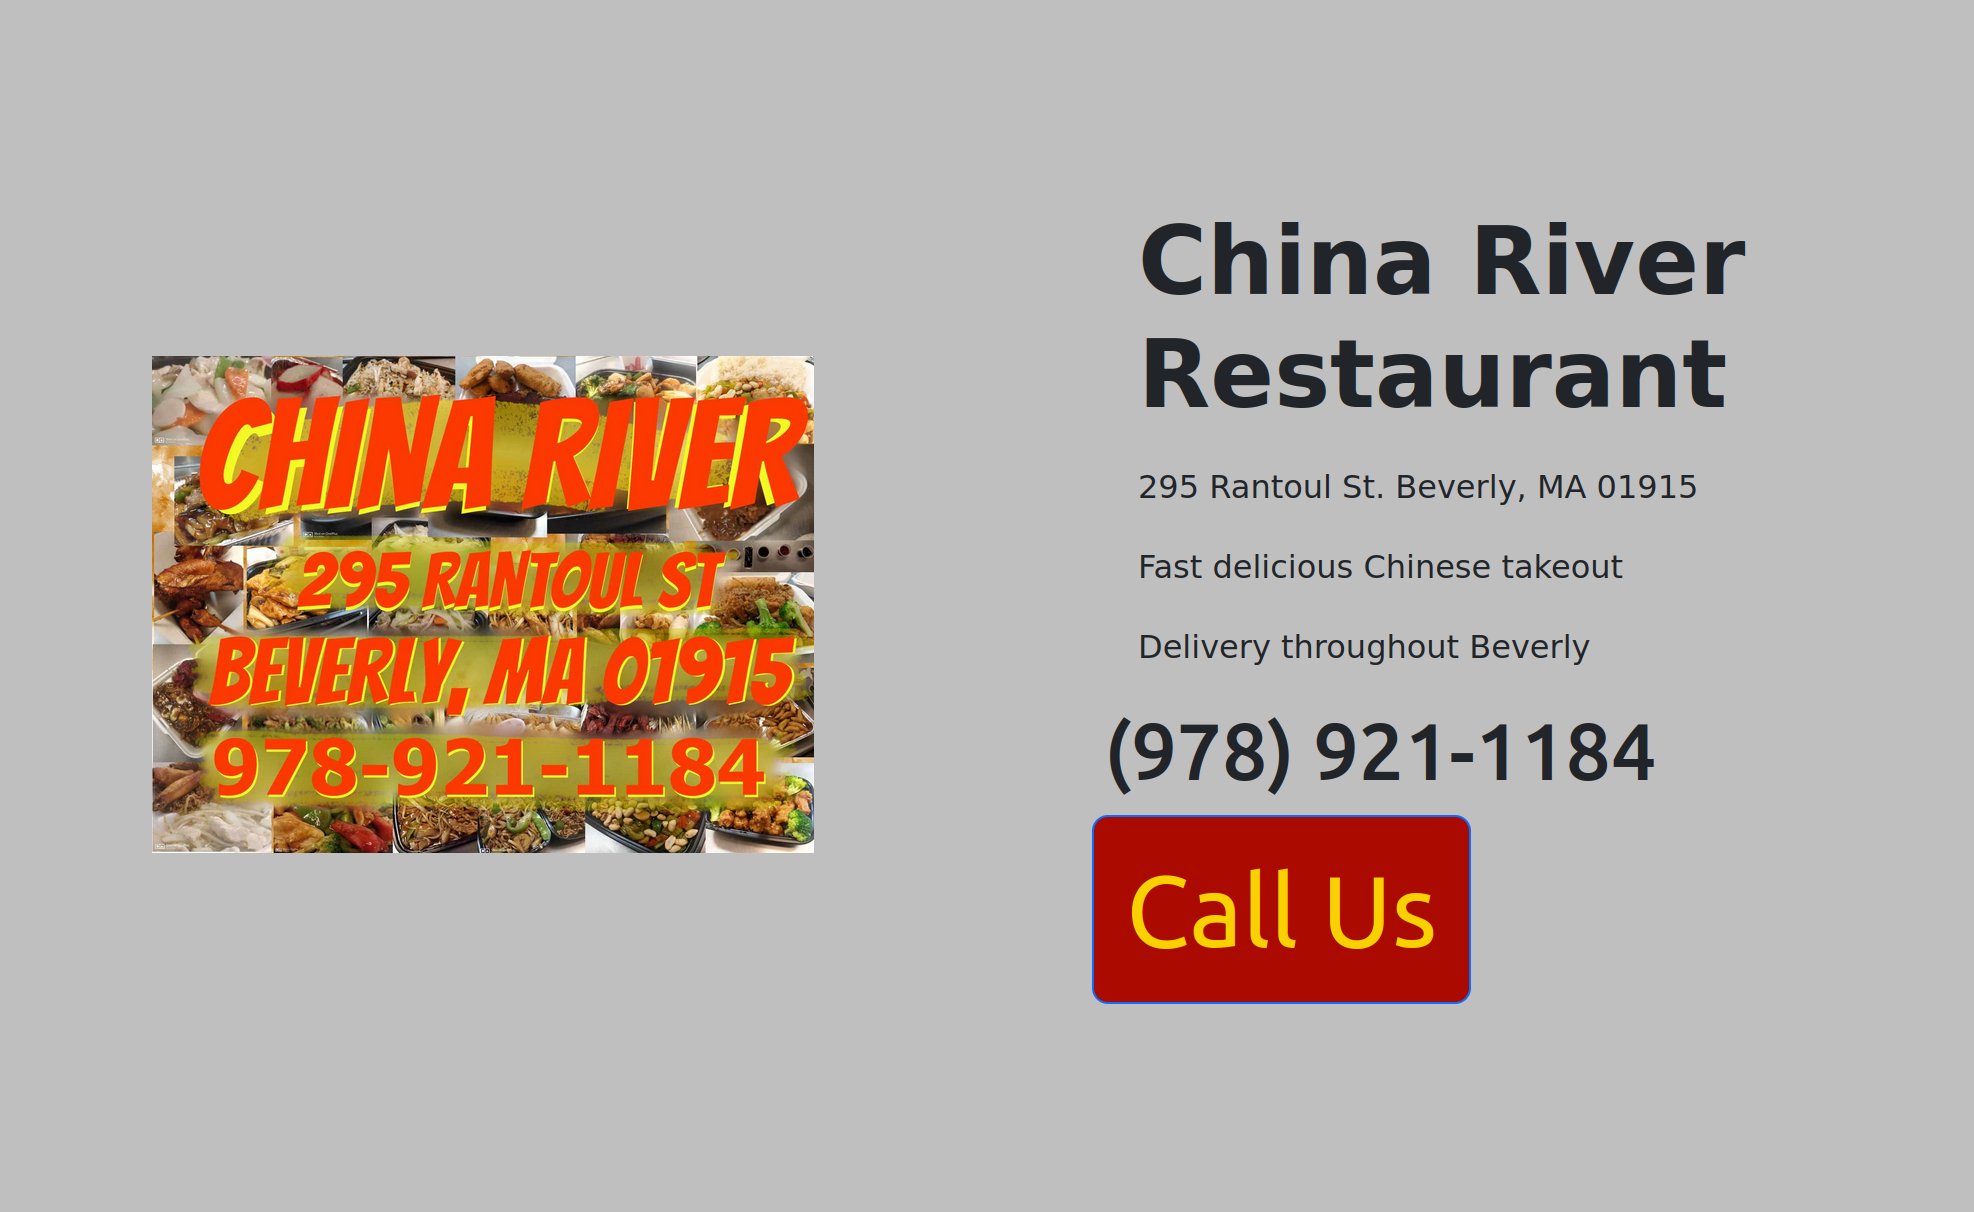 CHINA RIVER
295 RANTOUL ST
BEVERLY, MA 01915
978-921-1184
China River
Restaurant
295 Rantoul St. Beverly, MA 01915
Fast delicious Chinese takeout
Delivery throughout Beverly
(978) 921-1184
Call Us